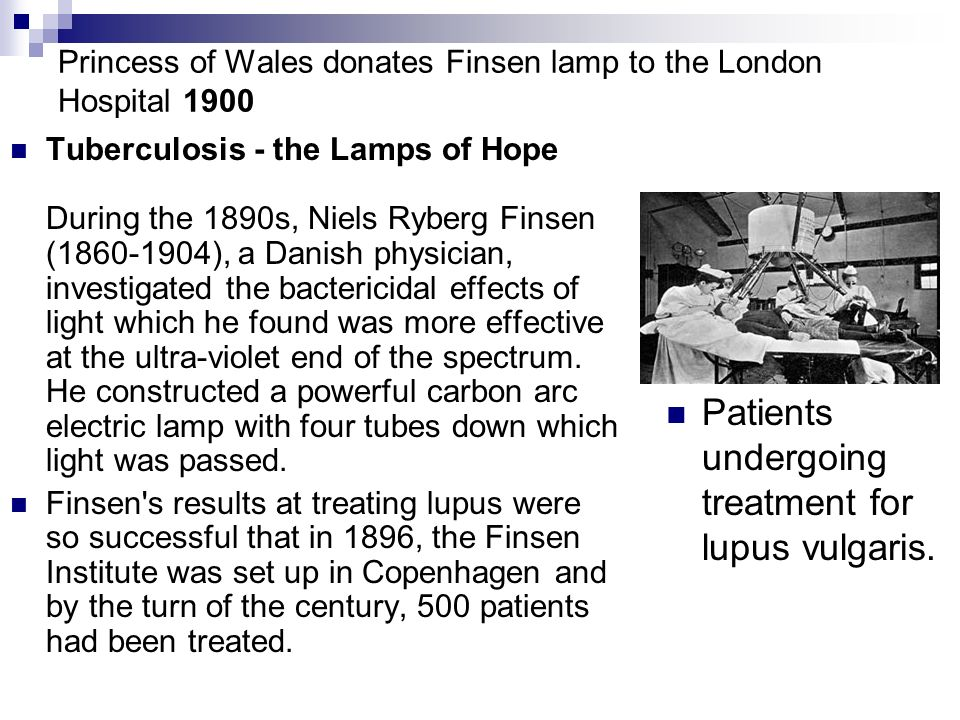 Princess of Wales donates Finsen lamp to the London
Hospital 1900
Tuberculosis - the Lamps of Hope
During the 1890s, Niels Ryberg Finsen
(1860-1904), a Danish physician,
investigated the bactericidal effects of
light which he found was more effective
at the ultra-violet end of the spectrum.
He constructed a powerful carbon arc
electric lamp with four tubes down which
light was passed.
Finsen's results at treating lupus were
so successful that in 1896, the Finsen
Institute was set up in Copenhagen and
by the turn of the century, 500 patients
had been treated.
Patients
undergoing
treatment for
lupus vulgaris.